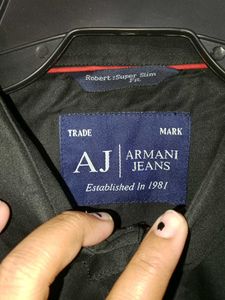 Robert :Super Slim
Fit
TRADE MARK
AJ | ARMANI
JEANS
Established In 1981